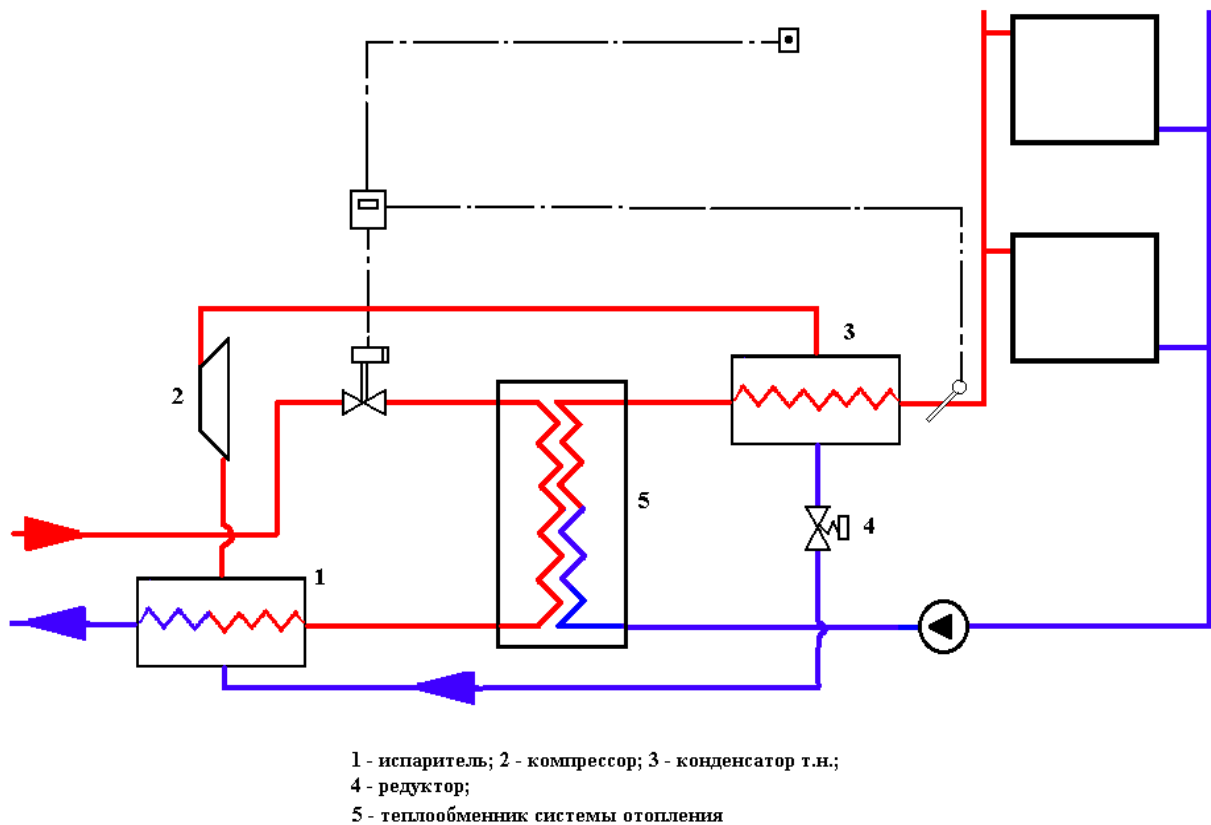 3
2
5
4
1
1 - испаритель; 2 - компрессор; 3 - конденсатор т.н.;
4 - редуктор;
5 - теплообменник системы отопления